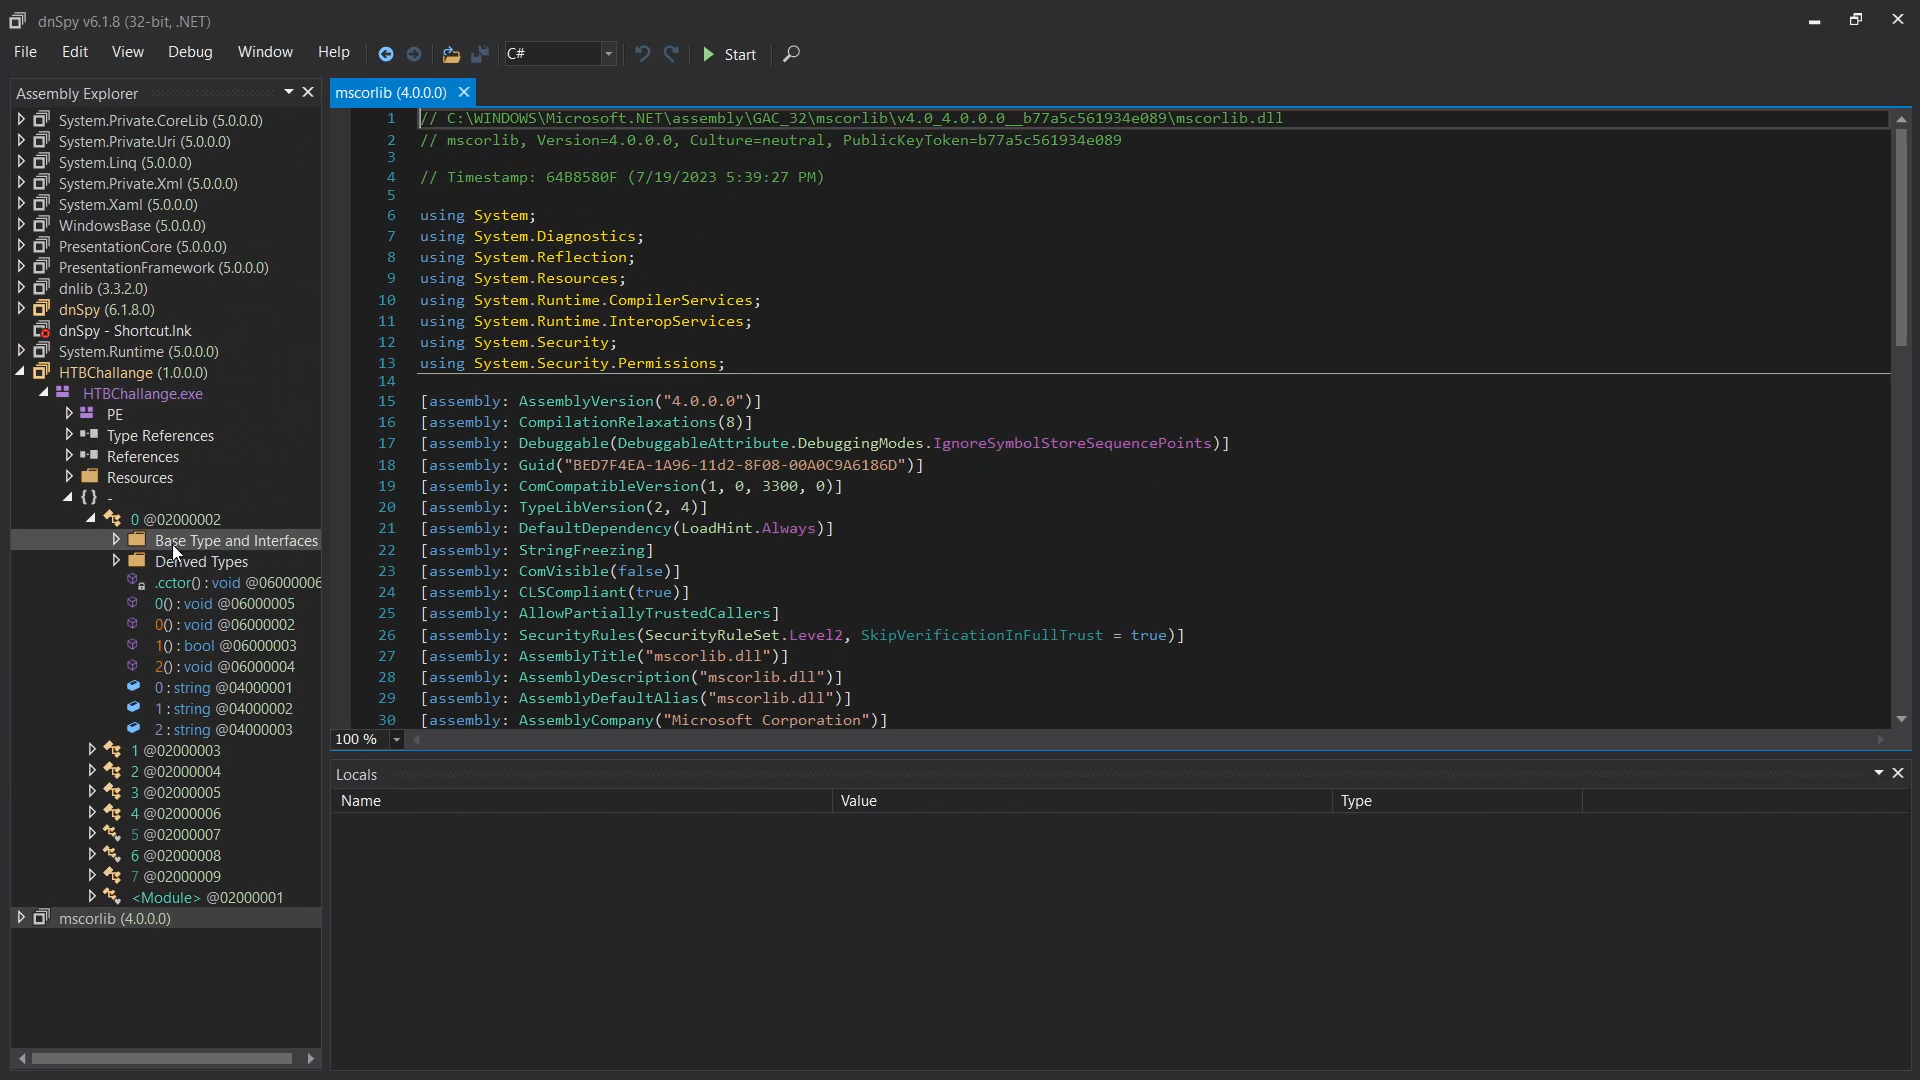 dnSpy v6.1.8 (32-bit, .NET)
File Edit View Debug Window Help C# Start
Assembly Explorer
System.Private.CoreLib (5.0.0.0)
System.Private.Uri (5.0.0.0)
System.Linq (5.0.0.0)
System.Private.Xml (5.0.0.0)
System.Xaml (5.0.0.0)
WindowsBase (5.0.0.0)
PresentationCore (5.0.0.0)
PresentationFramework (5.0.0.0)
dnlib (3.3.2.0)
dnSpy (6.1.8.0)
dnSpy - Shortcut.lnk
System.Runtime (5.0.0.0)
HTBChallange (1.0.0.0)
HTBChallange.exe
PE
Type References
References
Resources
{} -
0 @02000002
Base Type and Interfaces
Derived Types
.cctor() : void @06000006
0() : void @06000005
0() : void @06000002
1() : bool @06000003
2() : void @06000004
0 : string @04000001
1 : string @04000002
2 : string @04000003
1 @02000003
2 @02000004
3 @02000005
4 @02000006
5 @02000007
6 @02000008
7 @02000009
<Module> @02000001
mscorlib (4.0.0.0)
mscorlib (4.0.0.0)
1 // C:\WINDOWS\Microsoft.NET\assembly\GAC_32\mscorlib\v4.0_4.0.0.0__b77a5c561934e089\mscorlib.dll
2 // mscorlib, Version=4.0.0.0, Culture=neutral, PublicKeyToken=b77a5c561934e089
3
4 // Timestamp: 64B8580F (7/19/2023 5:39:27 PM)
5
6 using System;
7 using System.Diagnostics;
8 using System.Reflection;
9 using System.Resources;
10 using System.Runtime.CompilerServices;
11 using System.Runtime.InteropServices;
12 using System.Security;
13 using System.Security.Permissions;
14
15 [assembly: AssemblyVersion("4.0.0.0")]
16 [assembly: CompilationRelaxations(8)]
17 [assembly: Debuggable(DebuggableAttribute.DebuggingModes.IgnoreSymbolStoreSequencePoints)]
18 [assembly: Guid("BED7F4EA-1A96-11d2-8F08-00A0C9A6186D")]
19 [assembly: ComCompatibleVersion(1, 0, 3300, 0)]
20 [assembly: TypeLibVersion(2, 4)]
21 [assembly: DefaultDependency(LoadHint.Always)]
22 [assembly: StringFreezing]
23 [assembly: ComVisible(false)]
24 [assembly: CLSCompliant(true)]
25 [assembly: AllowPartiallyTrustedCallers]
26 [assembly: SecurityRules(SecurityRuleSet.Level2, SkipVerificationInFullTrust = true)]
27 [assembly: AssemblyTitle("mscorlib.dll")]
28 [assembly: AssemblyDescription("mscorlib.dll")]
29 [assembly: AssemblyDefaultAlias("mscorlib.dll")]
30 [assembly: AssemblyCompany("Microsoft Corporation")]
100 %
Locals
Name Value Type